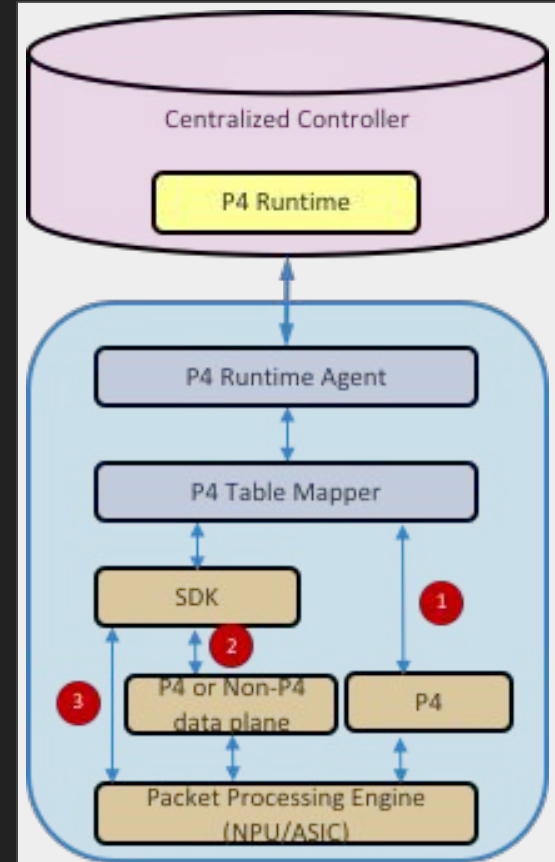 Centralized Controller
P4 Runtime
P4 Runtime Agent
P4 Table Mapper
SDK
1
2
3
P4 or Non-P4
data plane
P4
Packet Processing Engine
(NPU/ASIC)